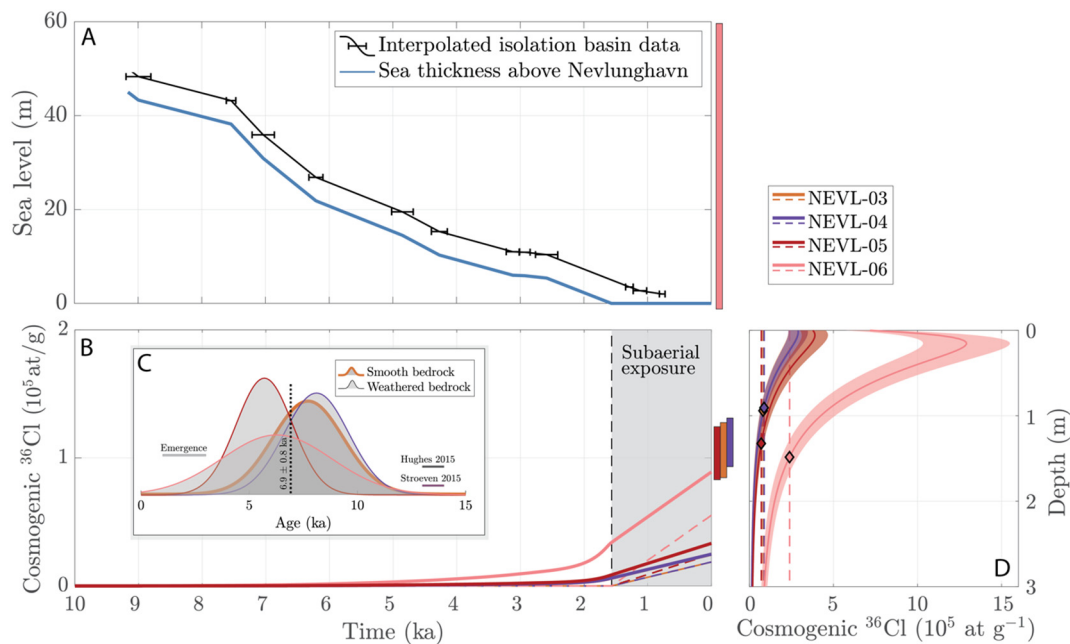 A
60
40
20
0
Sea level (m)
Interpolated isolation basin data
Sea thickness above Nevlunghavn
NEVL-03
NEVL-04
NEVL-05
NEVL-06
B
2
1
0
Cosmogenic ³⁶Cl (10⁵ at/g)
C
Smooth bedrock
Weathered bedrock
Emergence
6.9 ± 0.8 ka
Hughes 2015
Stroeven 2015
0 5 10 15
Age (ka)
Subaerial
exposure
10 9 8 7 6 5 4 3 2 1 0
Time (ka)
0
1
2
3
Depth (m)
D
0 5 10 15
Cosmogenic ³⁶Cl (10⁵ at g⁻¹)